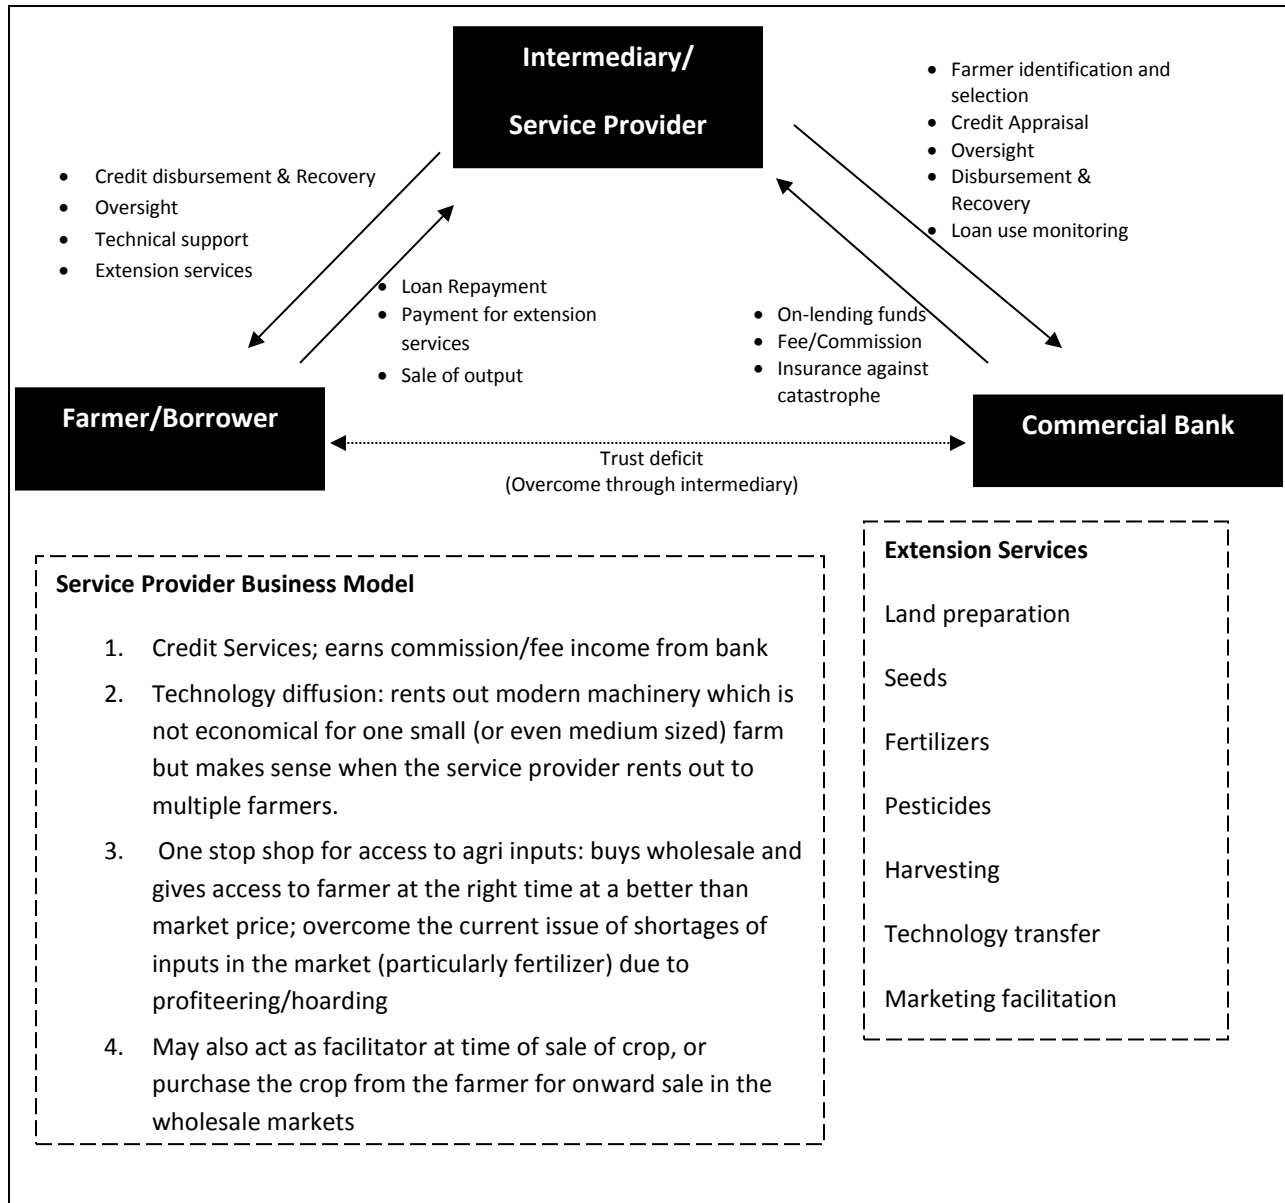 Intermediary/
Service Provider
• Farmer identification and
selection
• Credit Appraisal
• Oversight
• Disbursement &
Recovery
• Loan use monitoring
• Credit disbursement & Recovery
• Oversight
• Technical support
• Extension services
• Loan Repayment
• Payment for extension
services
• Sale of output
• On-lending funds
• Fee/Commission
• Insurance against
catastrophe
Farmer/Borrower
Commercial Bank
Trust deficit
(Overcome through intermediary)
Service Provider Business Model
1. Credit Services; earns commission/fee income from bank
2. Technology diffusion: rents out modern machinery which is
not economical for one small (or even medium sized) farm
but makes sense when the service provider rents out to
multiple farmers.
3. One stop shop for access to agri inputs: buys wholesale and
gives access to farmer at the right time at a better than
market price; overcome the current issue of shortages of
inputs in the market (particularly fertilizer) due to
profiteering/hoarding
4. May also act as facilitator at time of sale of crop, or
purchase the crop from the farmer for onward sale in the
wholesale markets
Extension Services
Land preparation
Seeds
Fertilizers
Pesticides
Harvesting
Technology transfer
Marketing facilitation